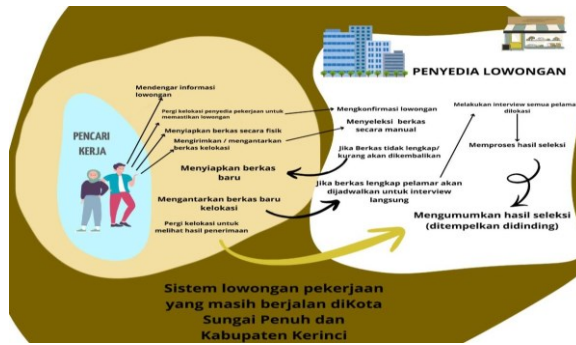 PENYEDIA LOWONGAN
Mendengar informasi
lowongan
Pergi kelokasi penyedia pekerjaan untuk
memastikan lowongan
PENCARI
KERJA
Menyiapkan berkas secara fisik
Mengirimkan / mengantarkan
berkas kelokasi
Menyiapkan berkas
baru
Mengantarkan berkas baru
kelokasi
Pergi kelokasi untuk
melihat hasil penerimaan
Mengkonfirmasi lowongan
Menyeleksi berkas
secara manual
Jika Berkas tidak lengkap/
kurang akan dikembalikan
Jika berkas lengkap pelamar akan
dijadwalkan untuk interview
langsung
Melakukan interview semua pelama
dilokasi
Memproses hasil seleksi
Mengumumkan hasil seleksi
(ditempelkan didinding)
Sistem lowongan pekerjaan
yang masih berjalan diKota
Sungai Penuh dan
Kabupaten Kerinci